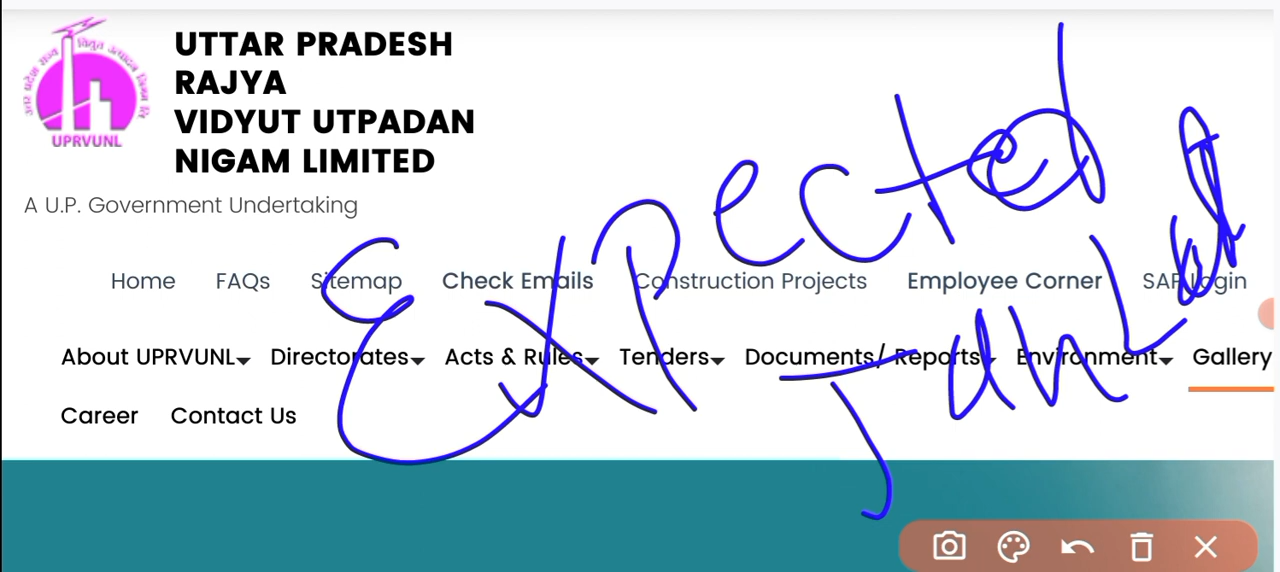 UTTAR PRADESH
RAJYA
VIDYUT UTPADAN
NIGAM LIMITED
UPRVUNL
A U.P. Government Undertaking
Expected
Home FAQs Sitemap Check Emails Construction Projects Employee Corner SAP Login
About UPRVUNL Directorates Acts & Rules Tenders Documents/ Reports Environment Gallery
Career Contact Us